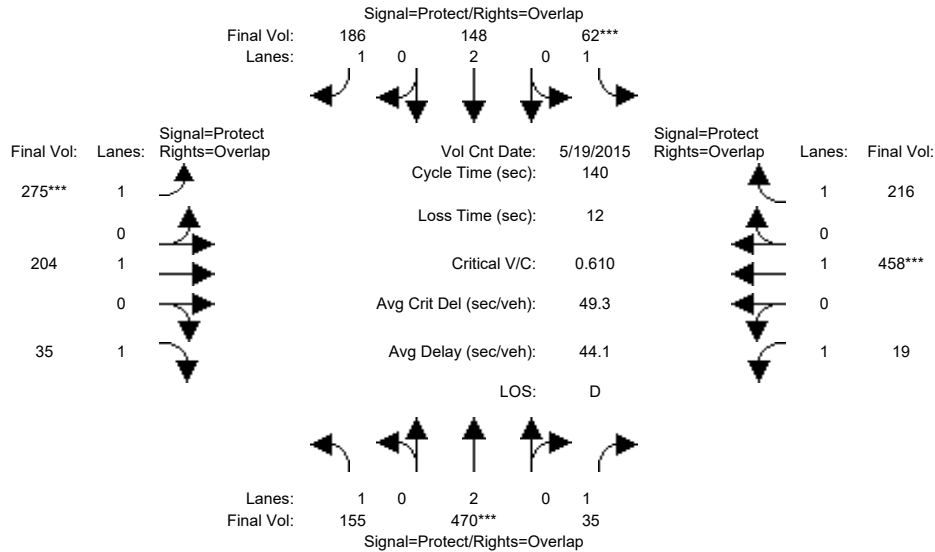 Signal=Protect/Rights=Overlap
Final Vol: 186 148 62***
Lanes: 1 0 2 0 1
Signal=Protect
Final Vol: Lanes: Rights=Overlap
Vol Cnt Date: 5/19/2015
Cycle Time (sec): 140
Loss Time (sec): 12
Critical V/C: 0.610
Avg Crit Del (sec/veh): 49.3
Avg Delay (sec/veh): 44.1
LOS: D
Signal=Protect
Rights=Overlap Lanes: Final Vol:
275*** 1
0
204 1
0
35 1
1 216
0
1 458***
0
1 19
Lanes: 1 0 2 0 1
Final Vol: 155 470*** 35
Signal=Protect/Rights=Overlap